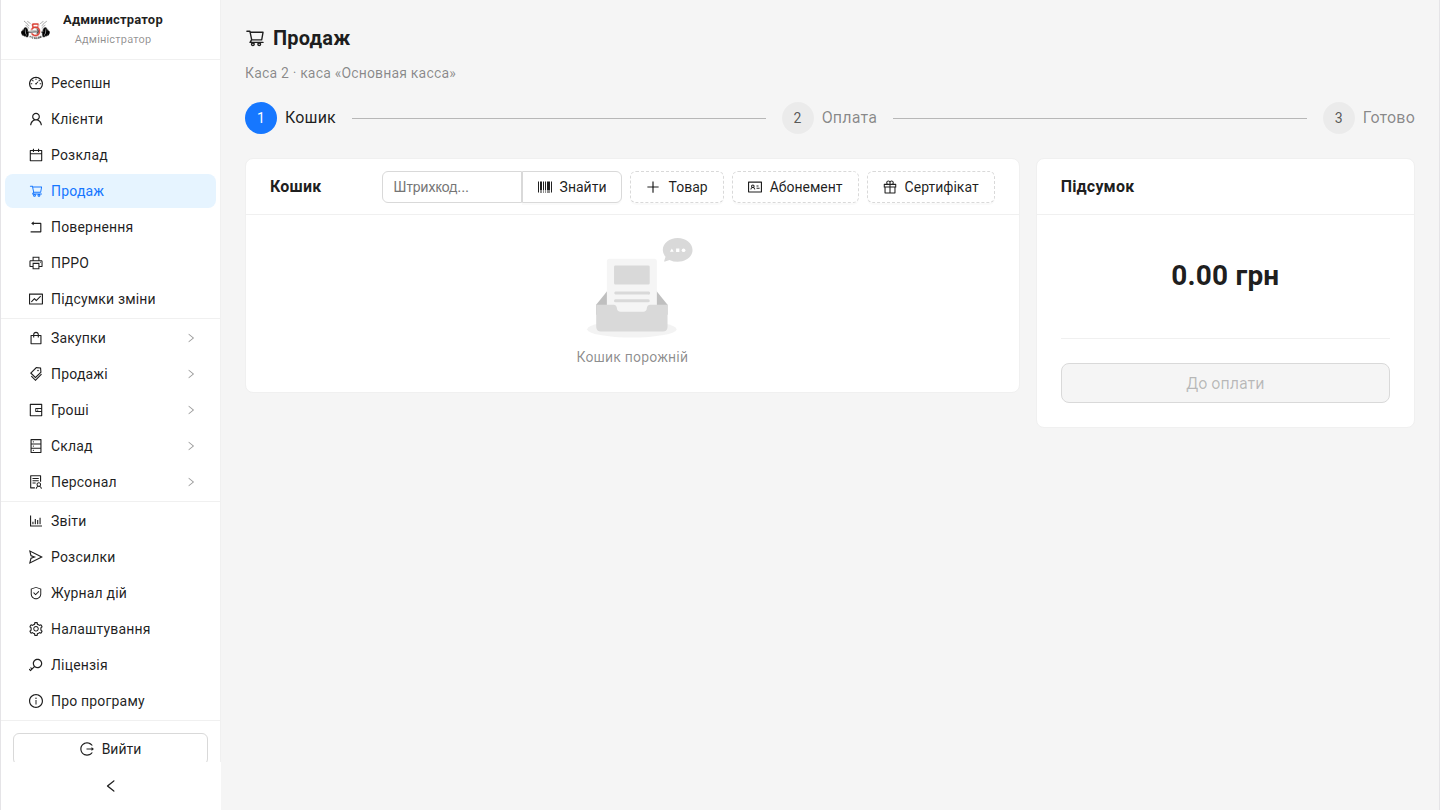 Администратор
Адміністратор
Ресепшн
Клієнти
Розклад
Продаж
Повернення
ПРРО
Підсумки зміни
Закупки
Продажі
Гроші
Склад
Персонал
Звіти
Розсилки
Журнал дій
Налаштування
Ліцензія
Про програму
Вийти
Продаж
Каса 2 · каса «Основная касса»
1 Кошик
2 Оплата
3 Готово
Кошик
Штрихкод...
Знайти
Товар
Абонемент
Сертифікат
Кошик порожній
Підсумок
0.00 грн
До оплати